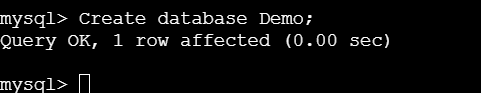 mysql> Create database Demo;
Query OK, 1 row affected (0.00 sec)
mysql>